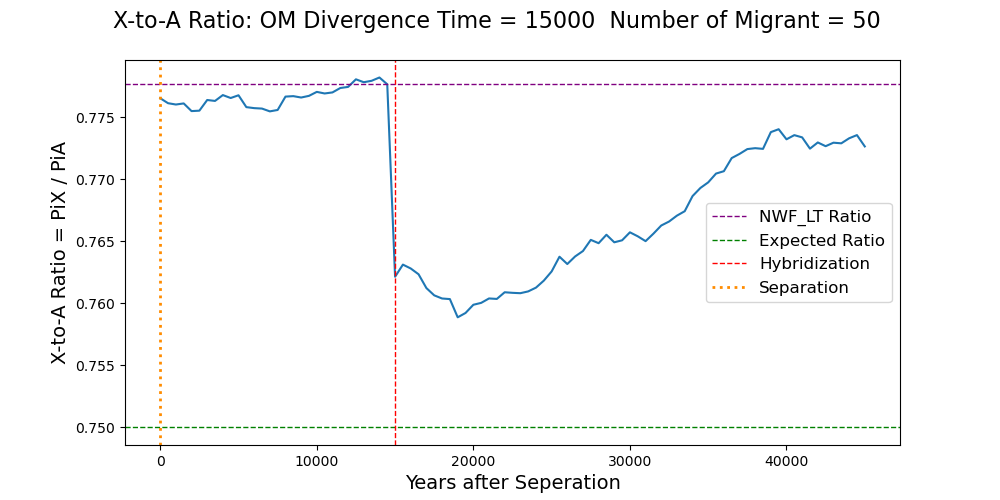 X-to-A Ratio: OM Divergence Time = 15000  Number of Migrant = 50
X-to-A Ratio = PiX / PiA
0.775
0.770
0.765
0.760
0.755
0.750
NWF_LT Ratio
Expected Ratio
Hybridization
Separation
0
10000
20000
30000
40000
Years after Seperation